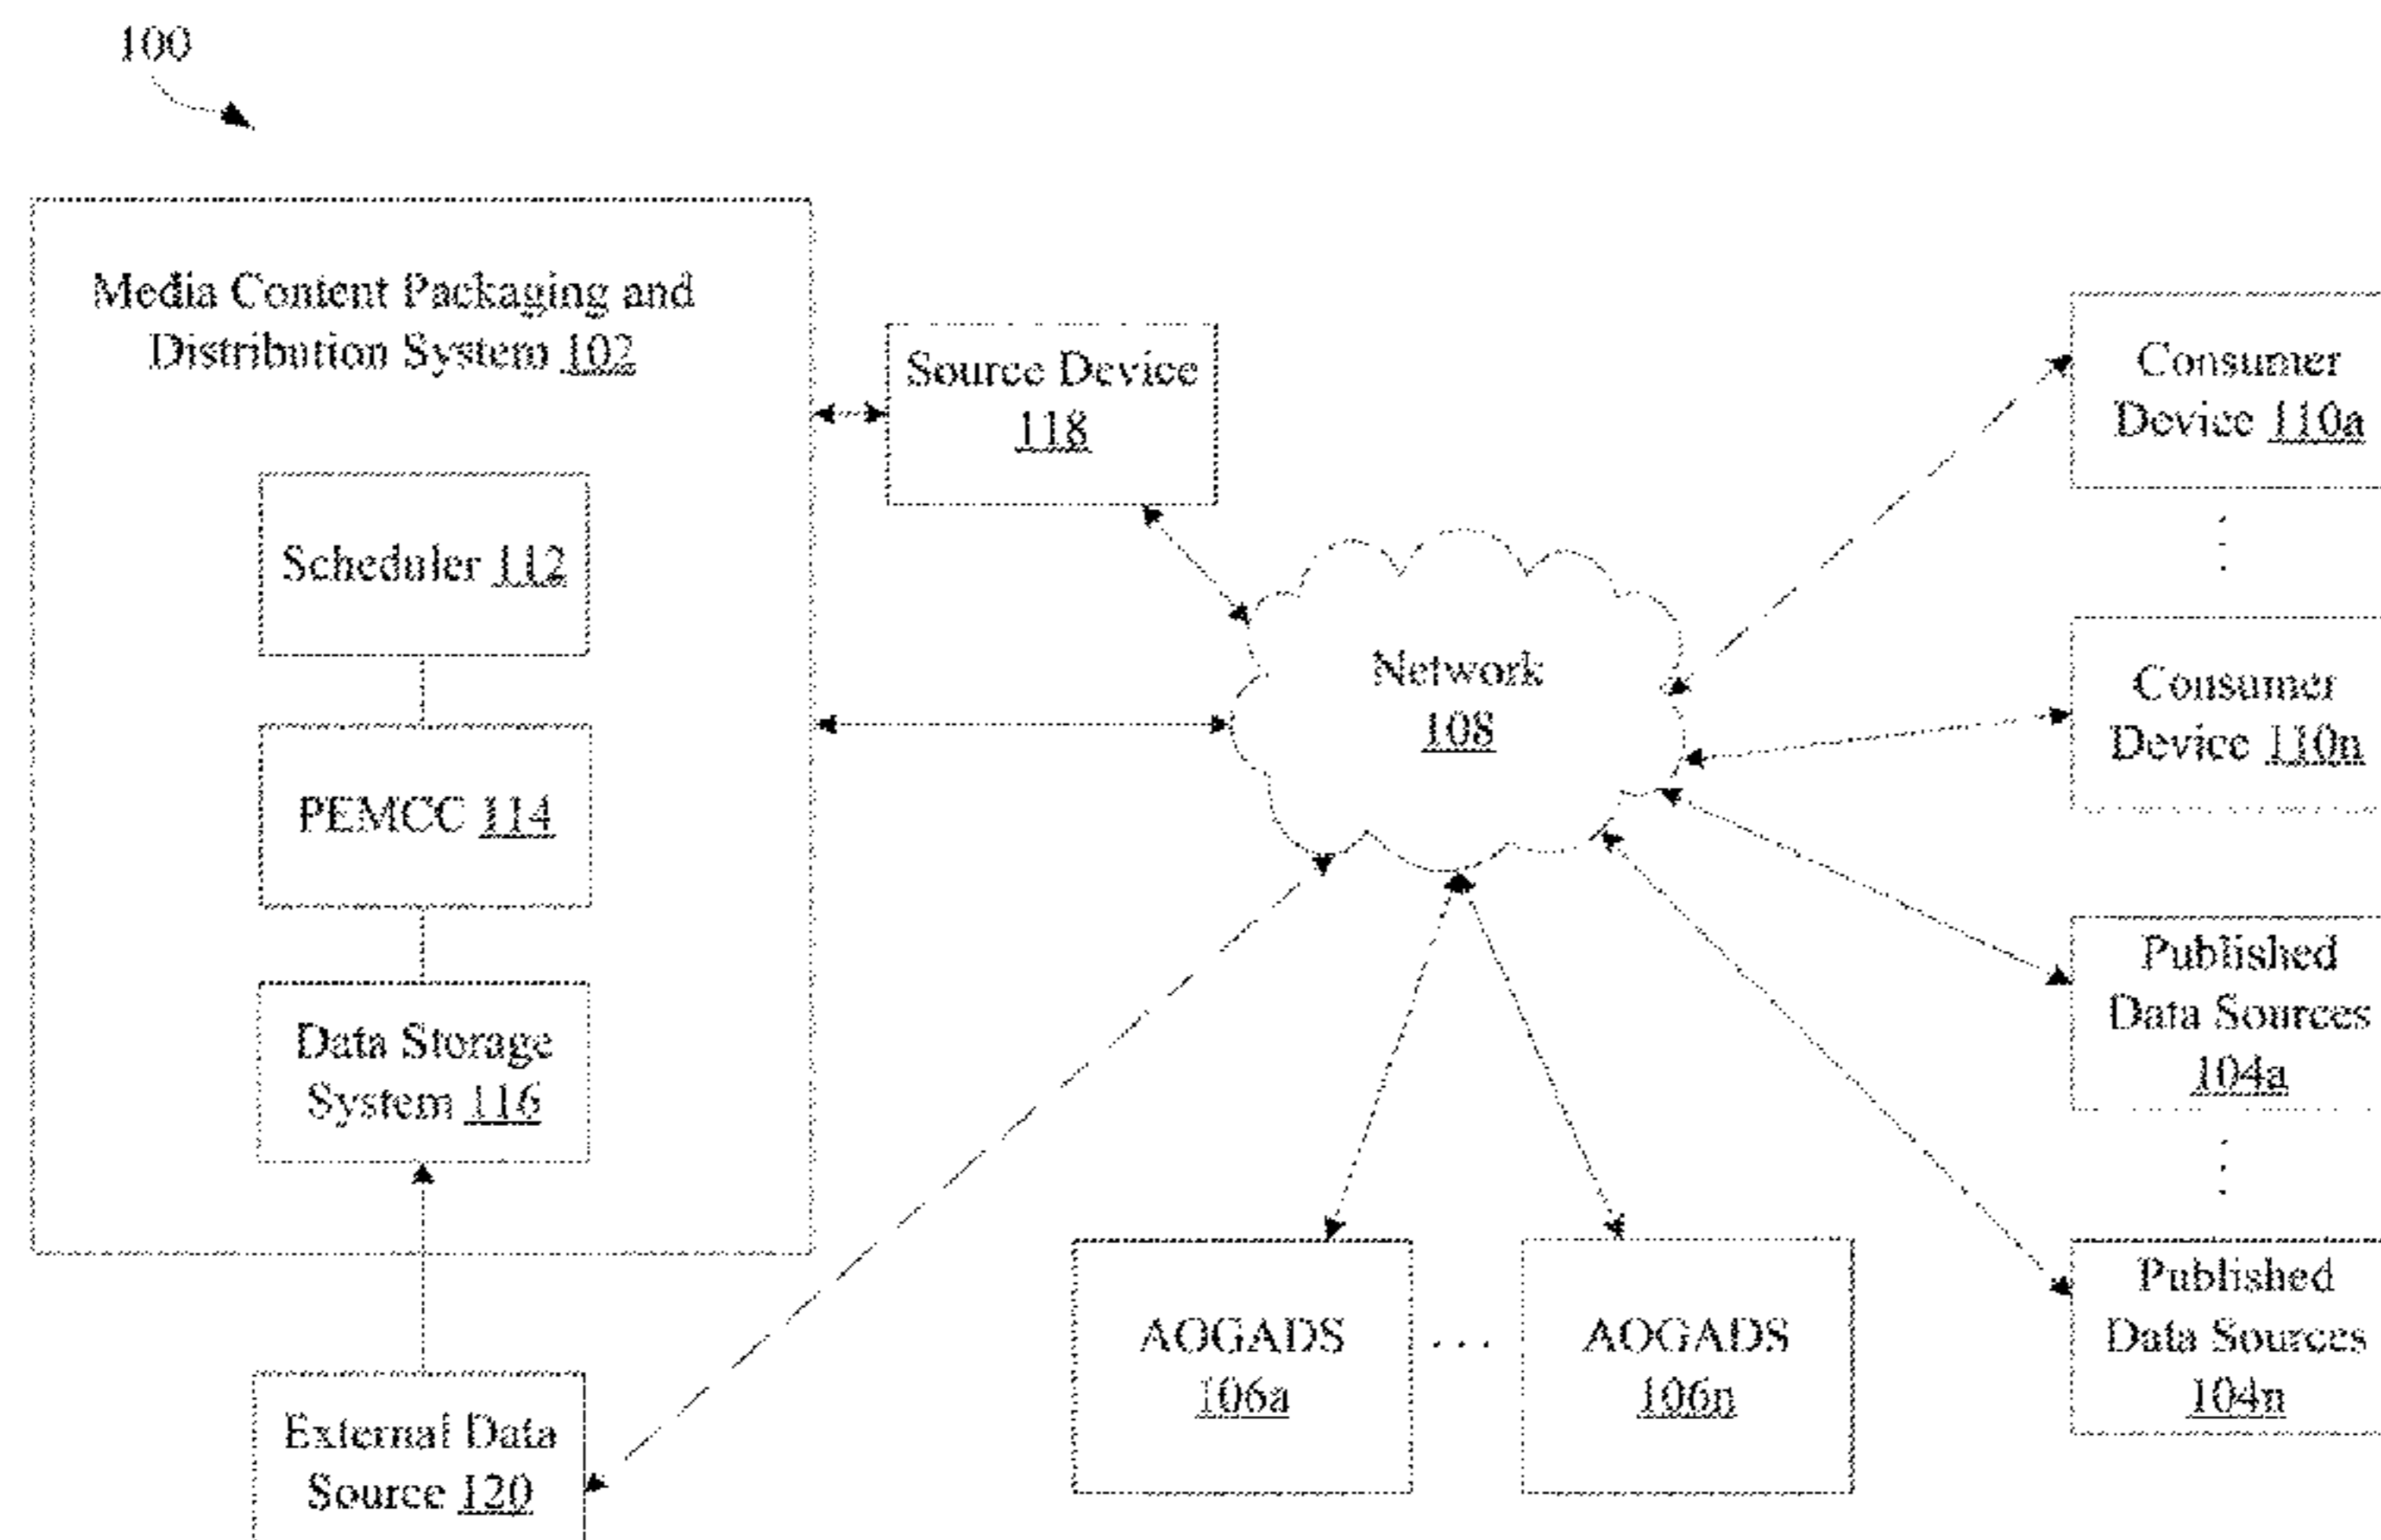 100
Media Content Packaging and
Distribution System 102
Scheduler 112
PEMCC 114
Data Storage
System 116
External Data
Source 120
Source Device
118
Network
108
AOGADS
106a
. . .
AOGADS
106n
Consumer
Device 110a
Consumer
Device 110n
Published
Data Sources
104a
Published
Data Sources
104n